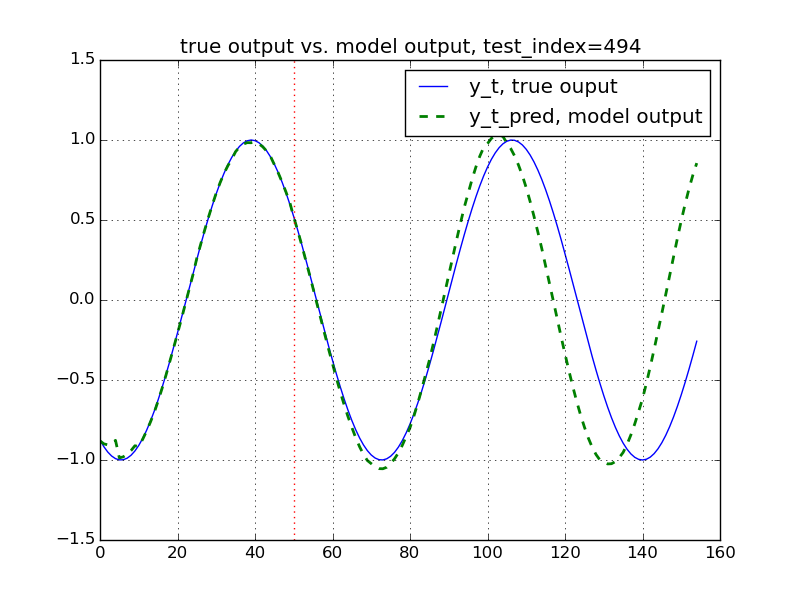 true output vs. model output, test_index=494
y_t, true ouput
y_t_pred, model output
1.5
1.0
0.5
0.0
−0.5
−1.0
−1.5
0 20 40 60 80 100 120 140 160